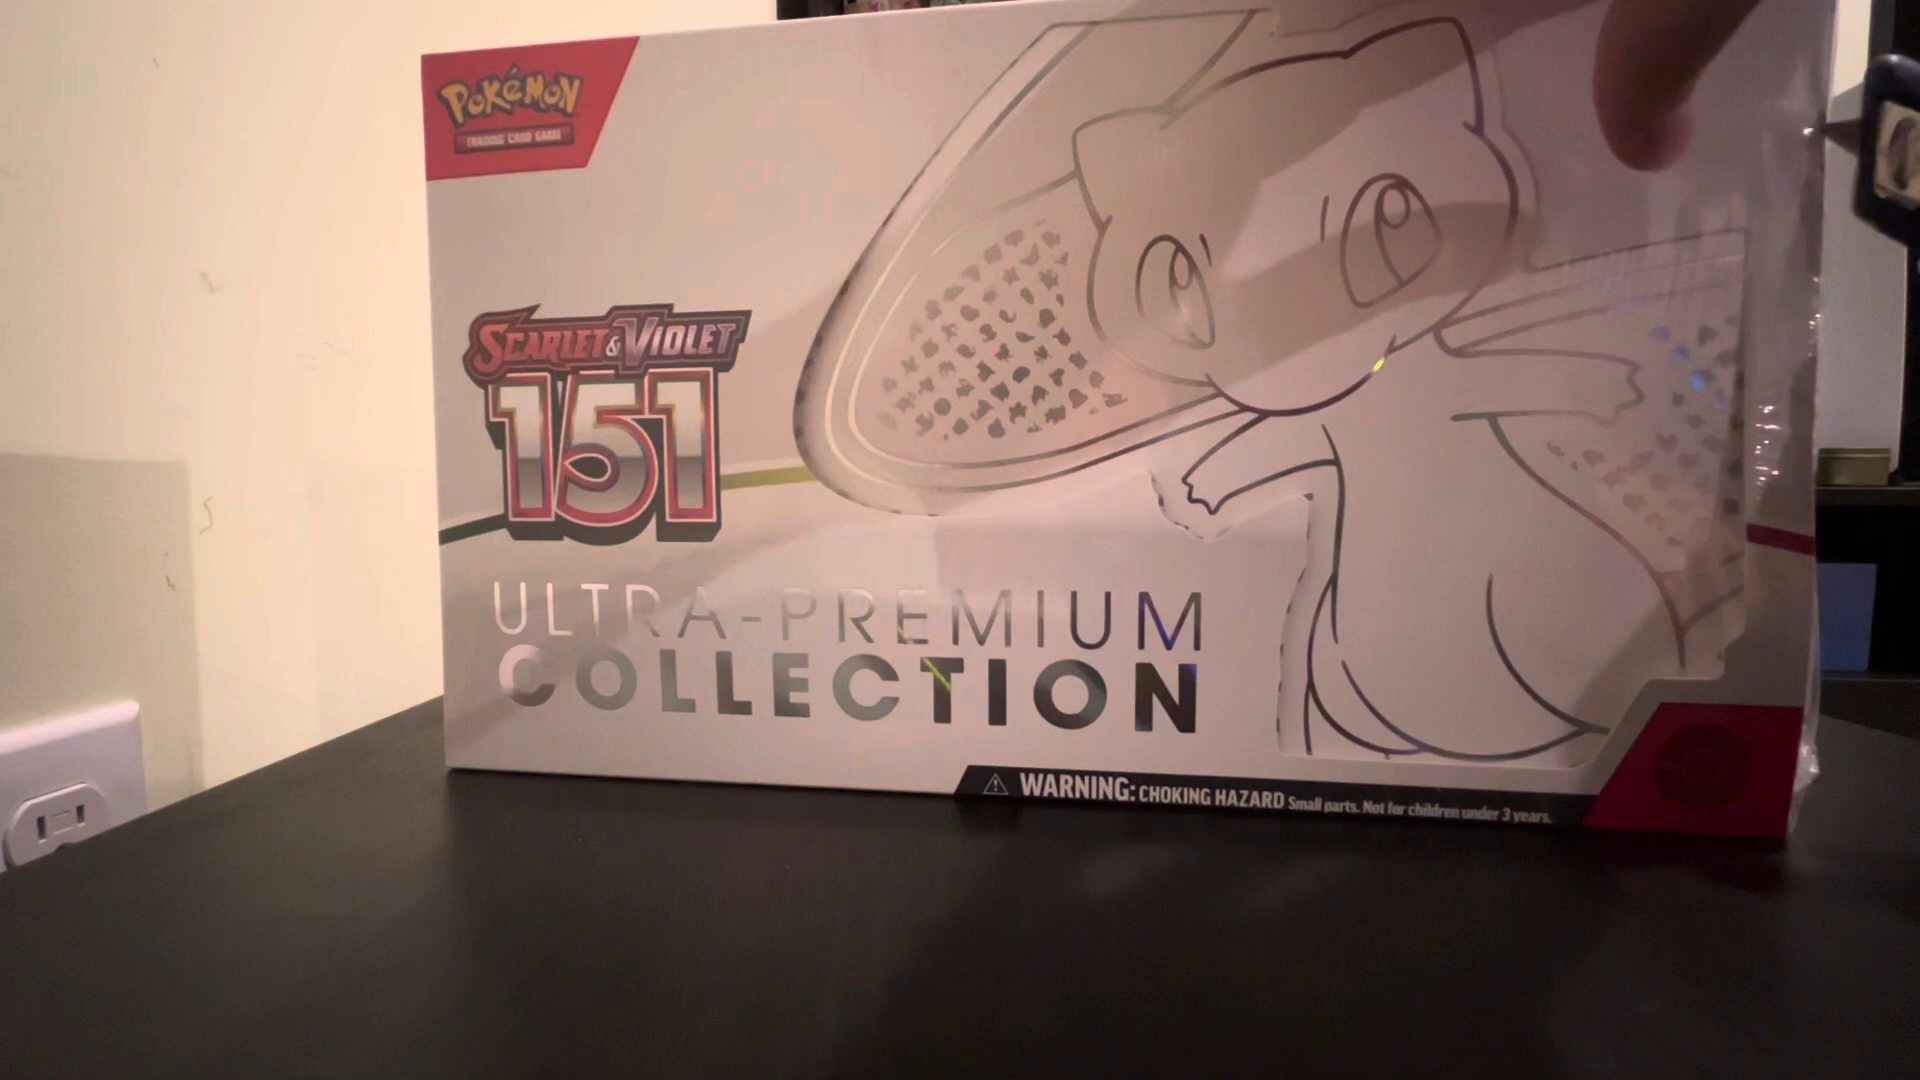 POKéMON
TRADING CARD GAME
SCARLET & VIOLET
151
ULTRA-PREMIUM
COLLECTION
WARNING: CHOKING HAZARD Small parts. Not for children under 3 years.